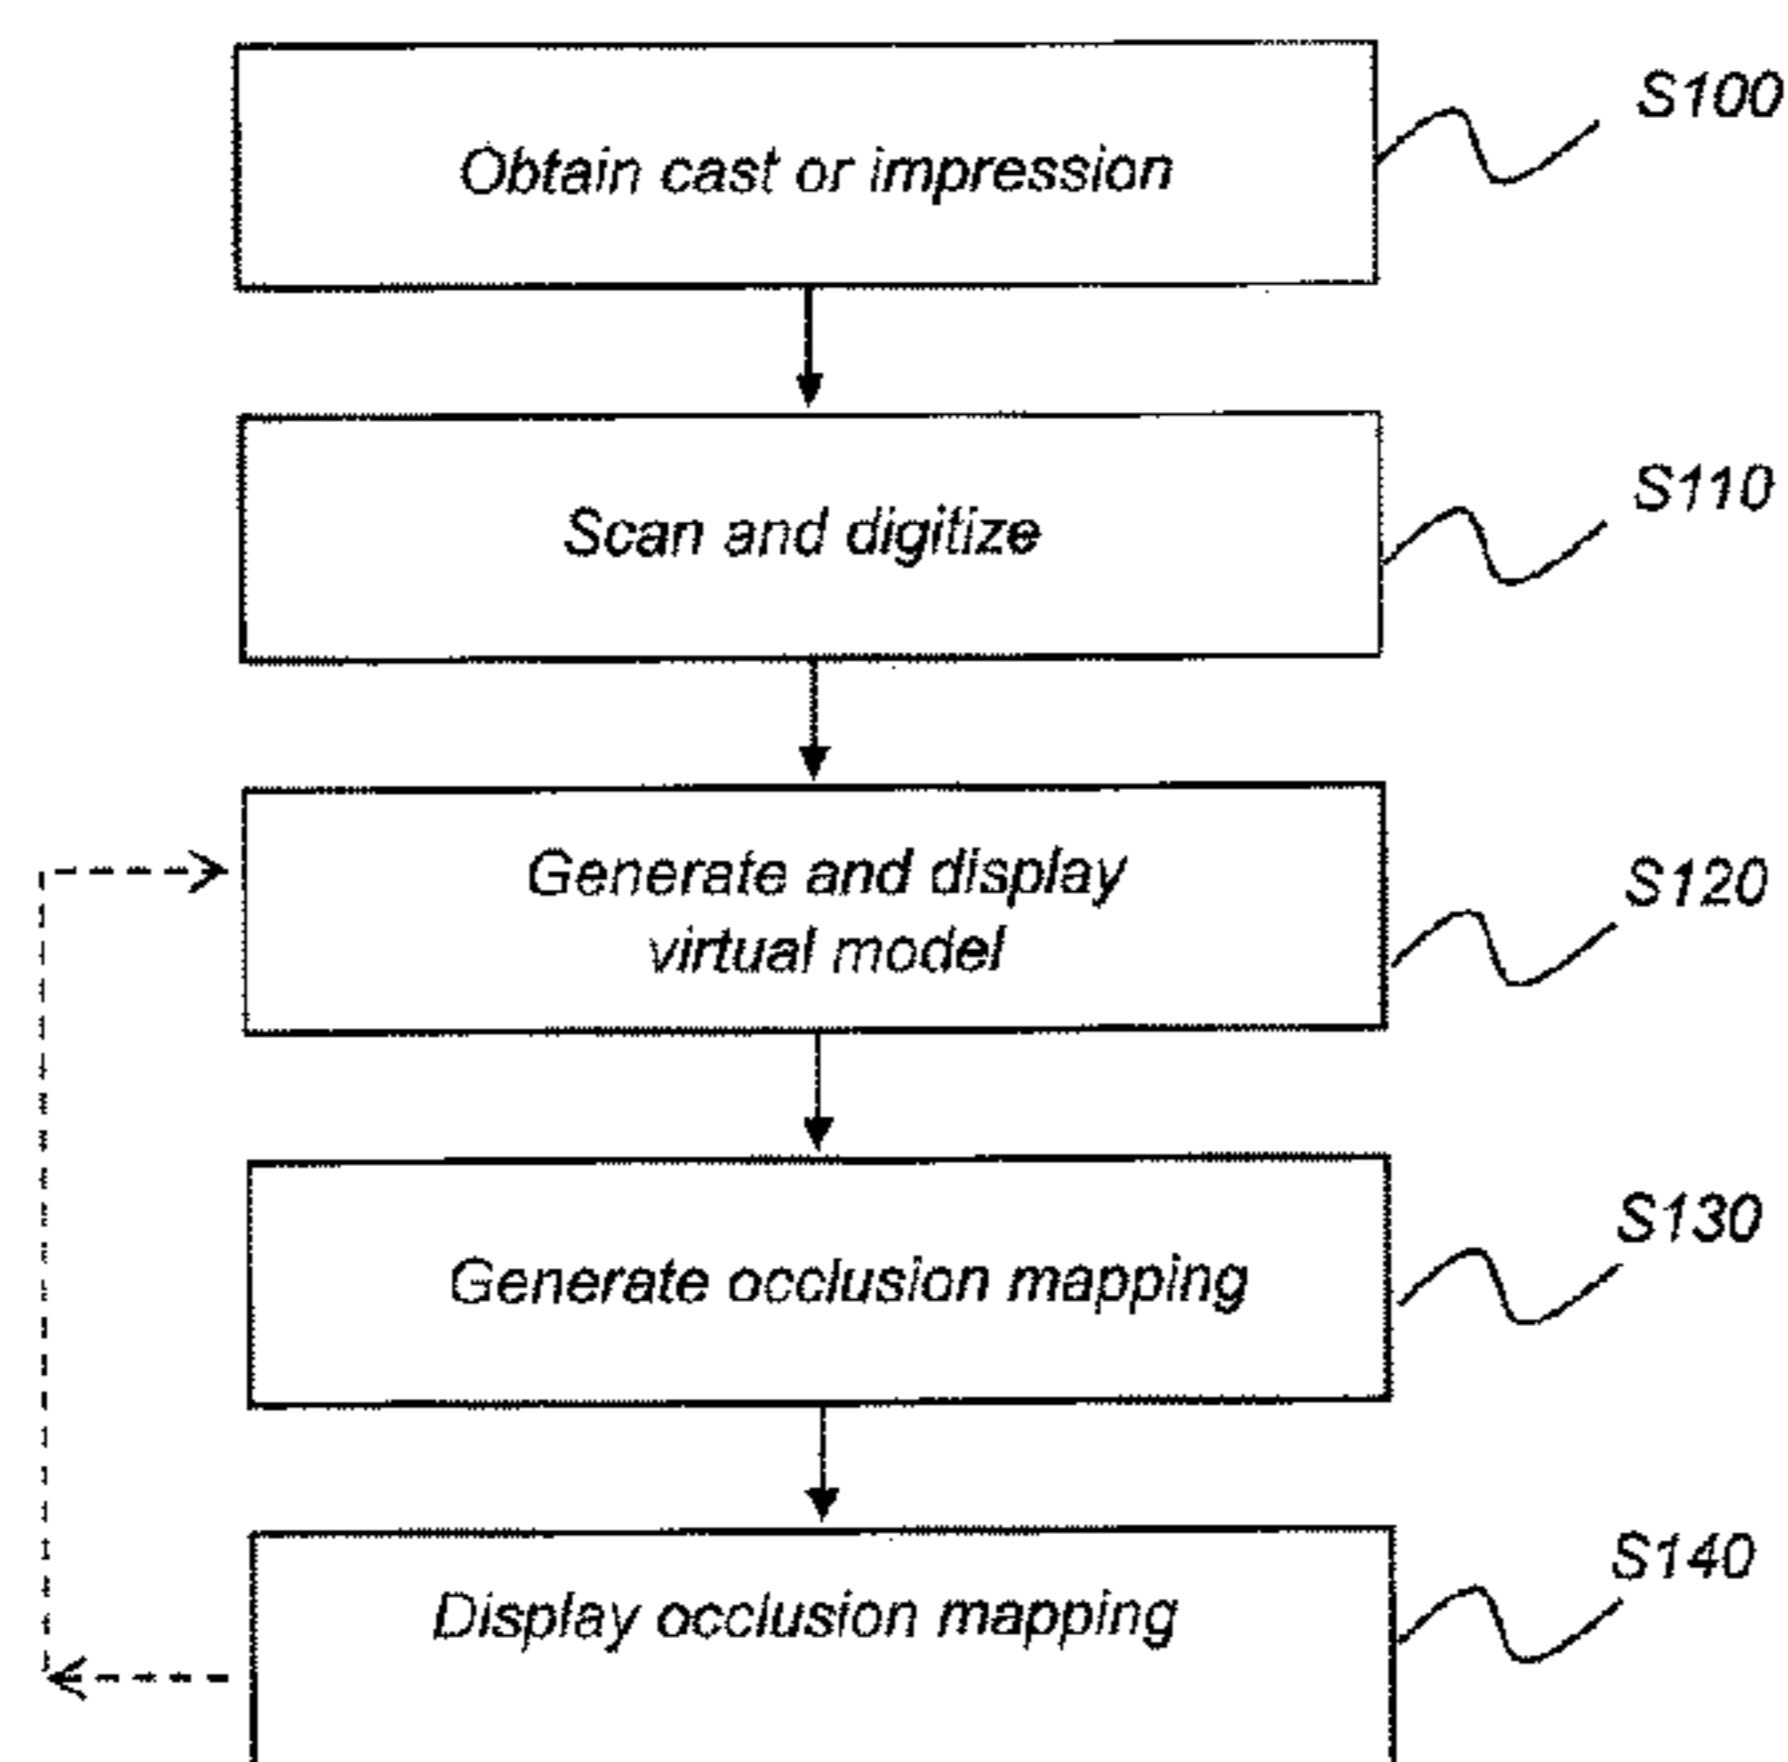 Obtain cast or impression
S100
Scan and digitize
S110
Generate and display
virtual model
S120
Generate occlusion mapping
S130
Display occlusion mapping
S140